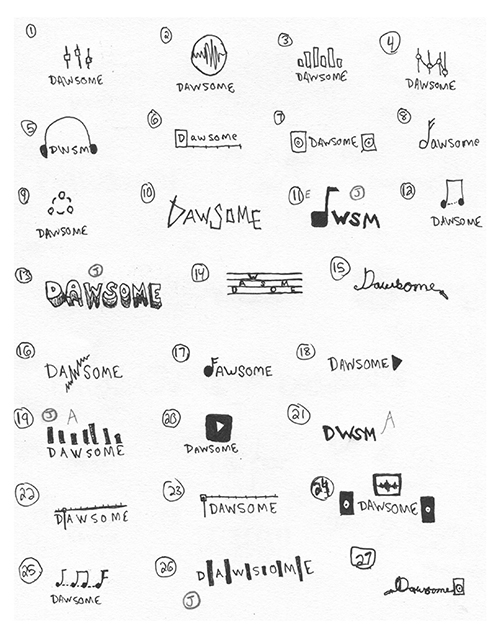 1 DAWSOME
2 DAWSOME
3 DAWSOME
4 DAWSOME
5 DWSM
6 Dawsome
7 DAWSOME
8 dawsome
9 DAWSOME
10 DAWSOME
11 E J WSM
12 DAWSOME
13 J DAWSOME
14 DAWSOME
15 Dawsome
16 DAWSOME
17 AWSOME
18 DAWSOME
19 J A DAWSOME
20 DAWSOME
21 DWSM A
22 DAWSOME
23 DAWSOME
24 DAWSOME
25 DAWSOME
26 DAWSOME
J
27 Dawsome